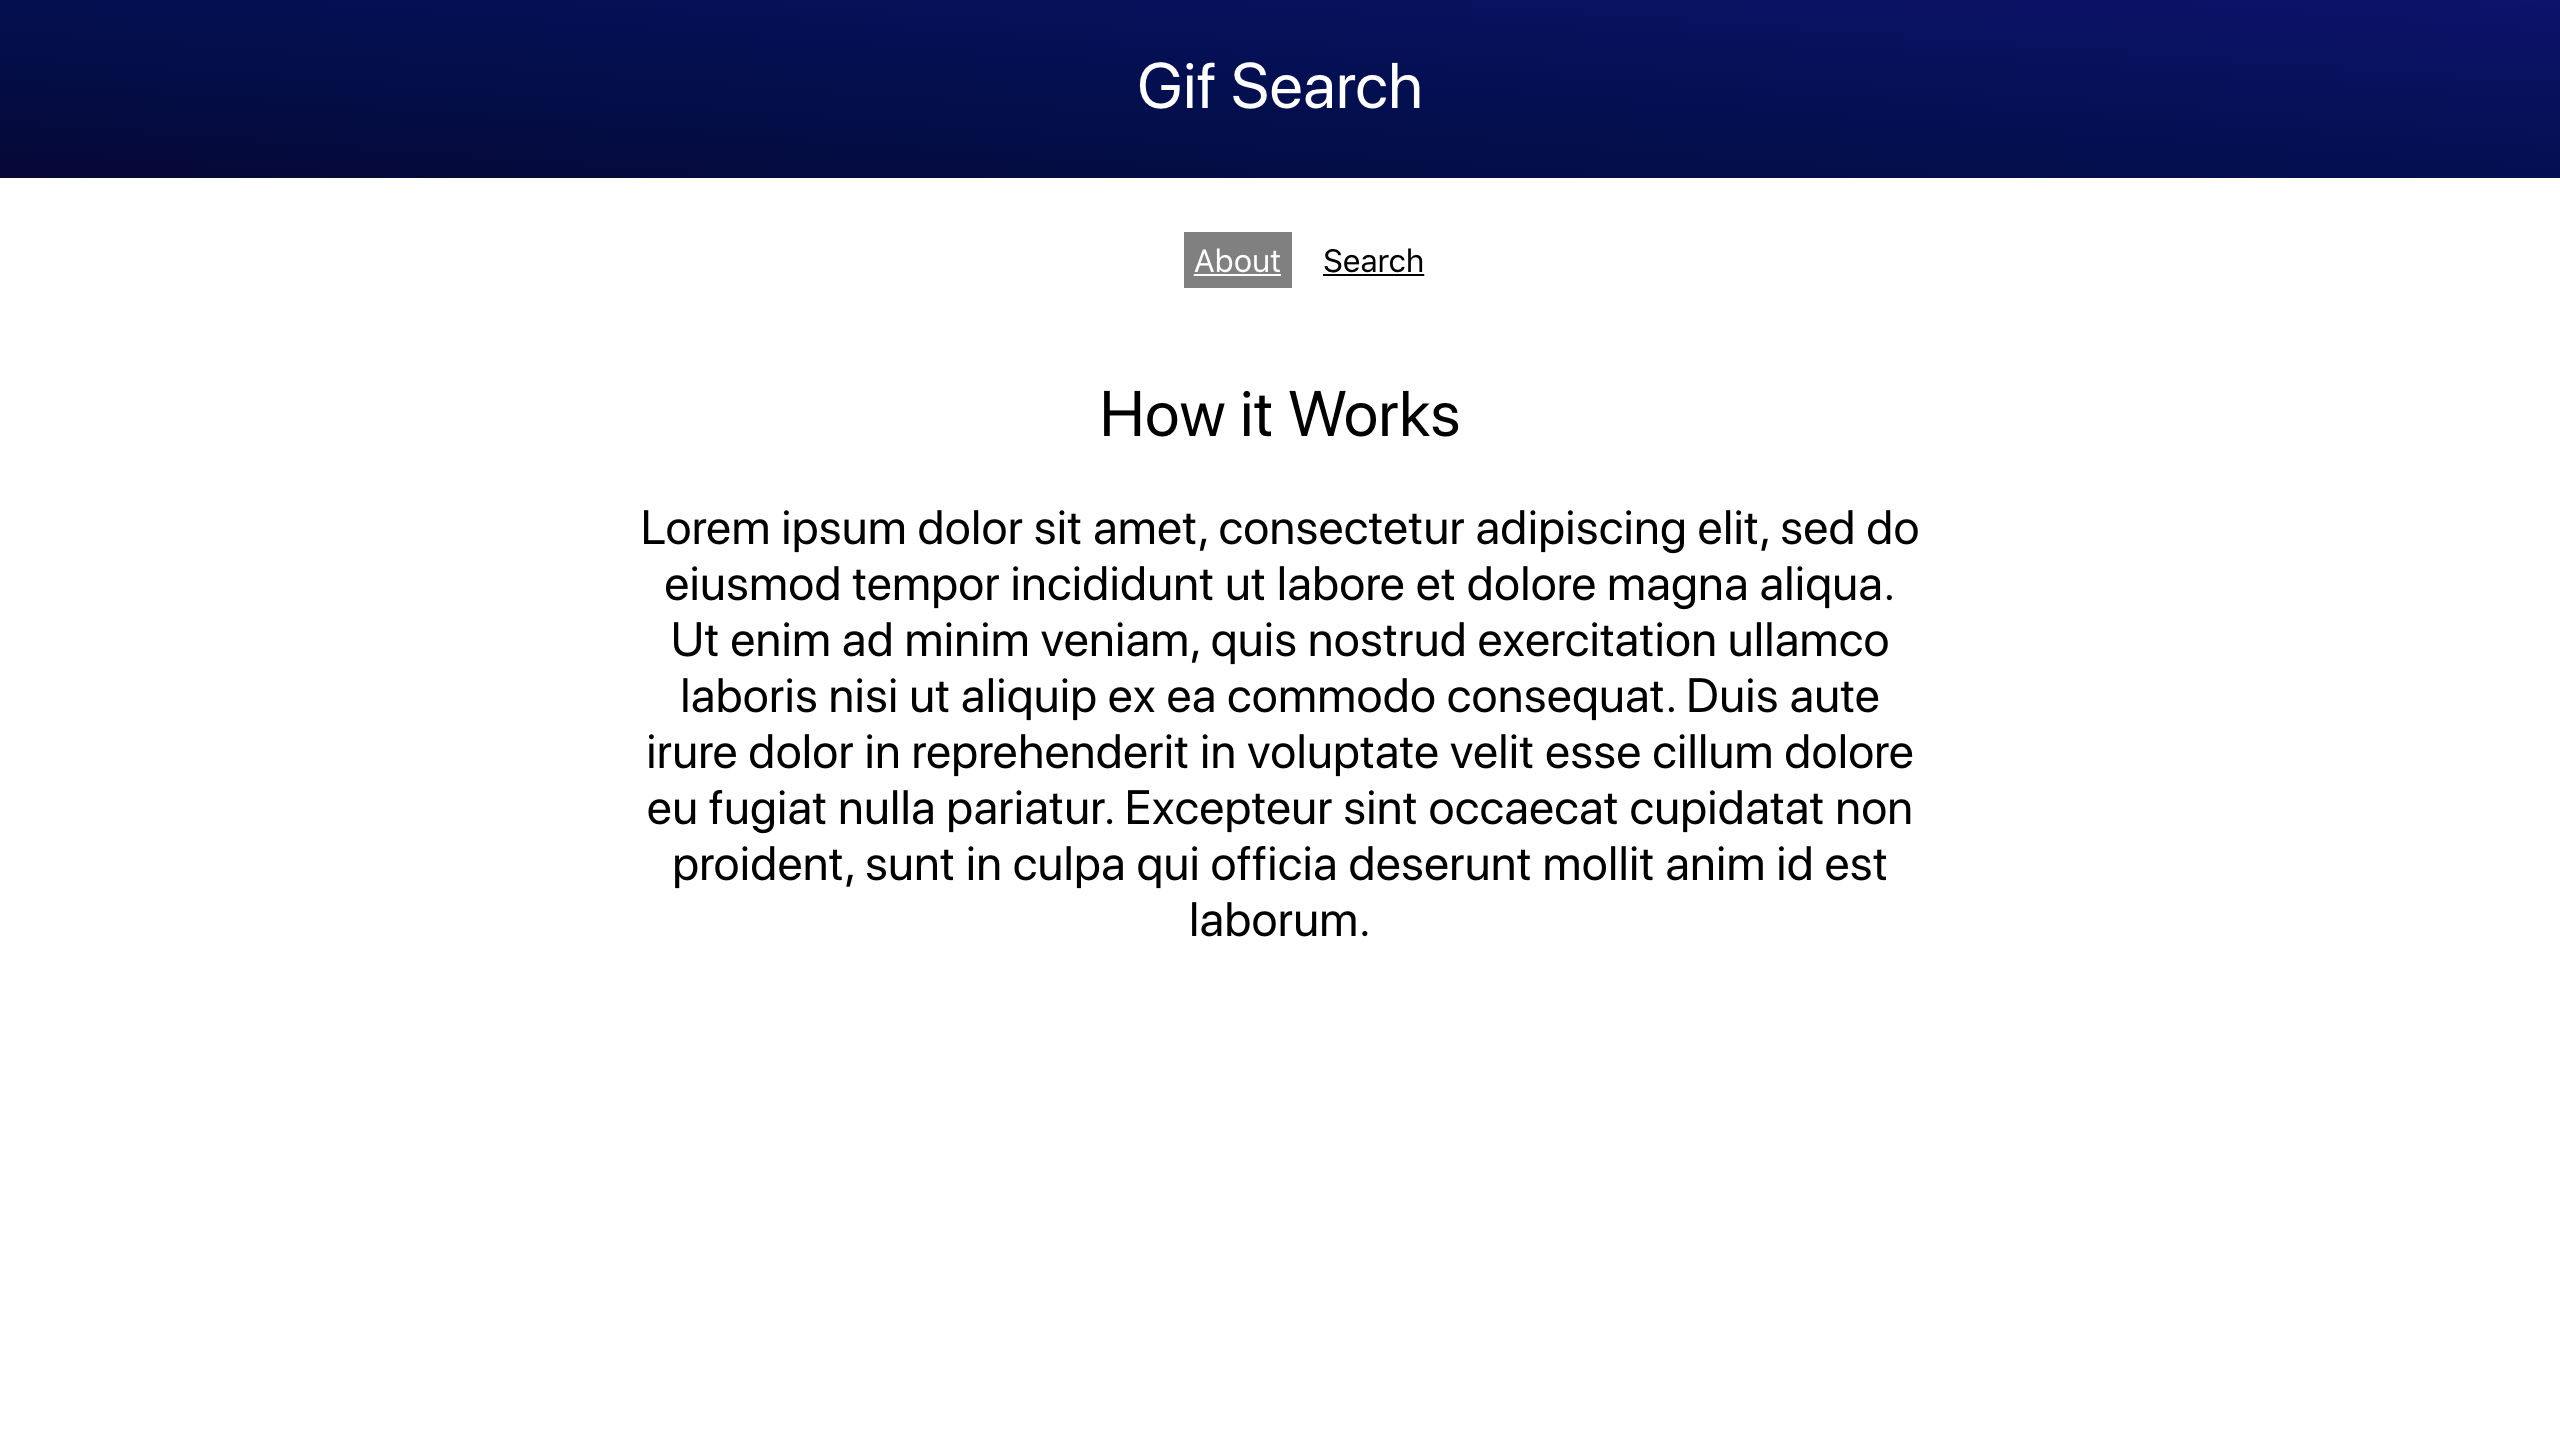 Gif Search
About Search
How it Works
Lorem ipsum dolor sit amet, consectetur adipiscing elit, sed do
eiusmod tempor incididunt ut labore et dolore magna aliqua.
Ut enim ad minim veniam, quis nostrud exercitation ullamco
laboris nisi ut aliquip ex ea commodo consequat. Duis aute
irure dolor in reprehenderit in voluptate velit esse cillum dolore
eu fugiat nulla pariatur. Excepteur sint occaecat cupidatat non
proident, sunt in culpa qui officia deserunt mollit anim id est
laborum.